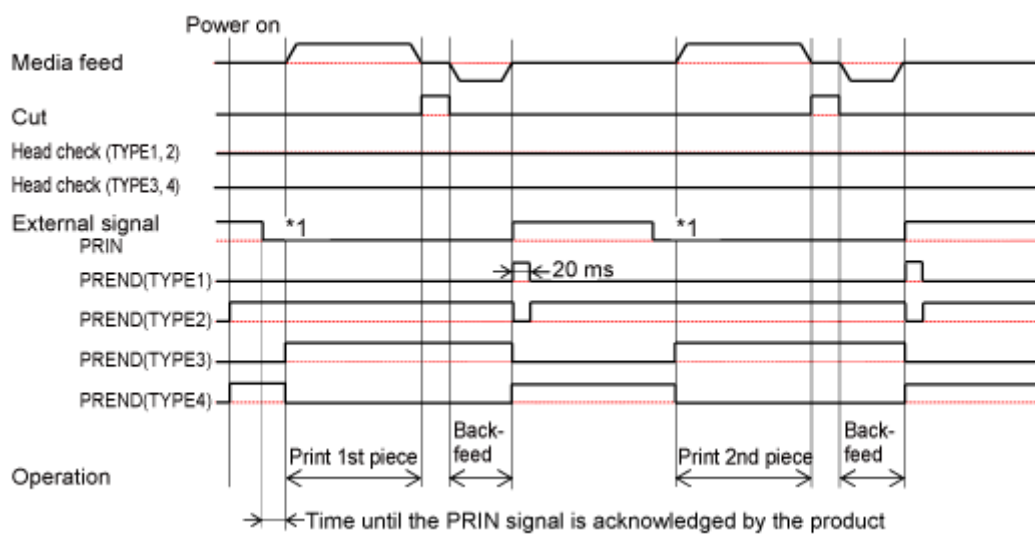 Power on
Media feed
Cut
Head check (TYPE1, 2)
Head check (TYPE3, 4)
External signal
*1
*1
PRIN
PREND(TYPE1)
20 ms
PREND(TYPE2)
PREND(TYPE3)
PREND(TYPE4)
Operation
Print 1st piece
Back-
feed
Print 2nd piece
Back-
feed
Time until the PRIN signal is acknowledged by the product